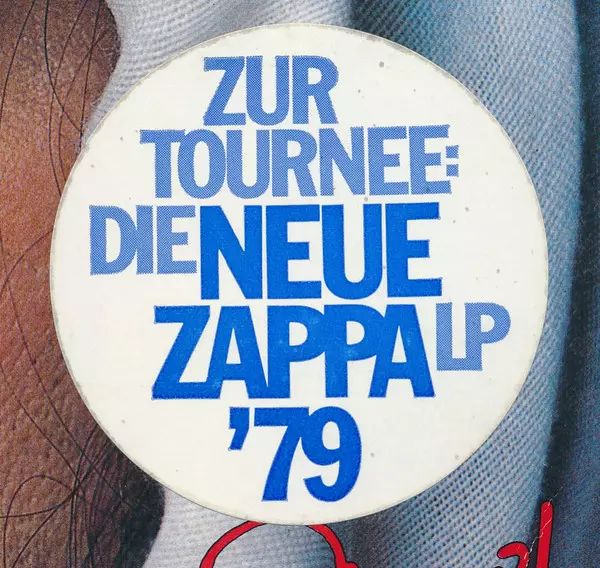 ZUR
TOURNEE:
DIE NEUE
ZAPPA LP
'79